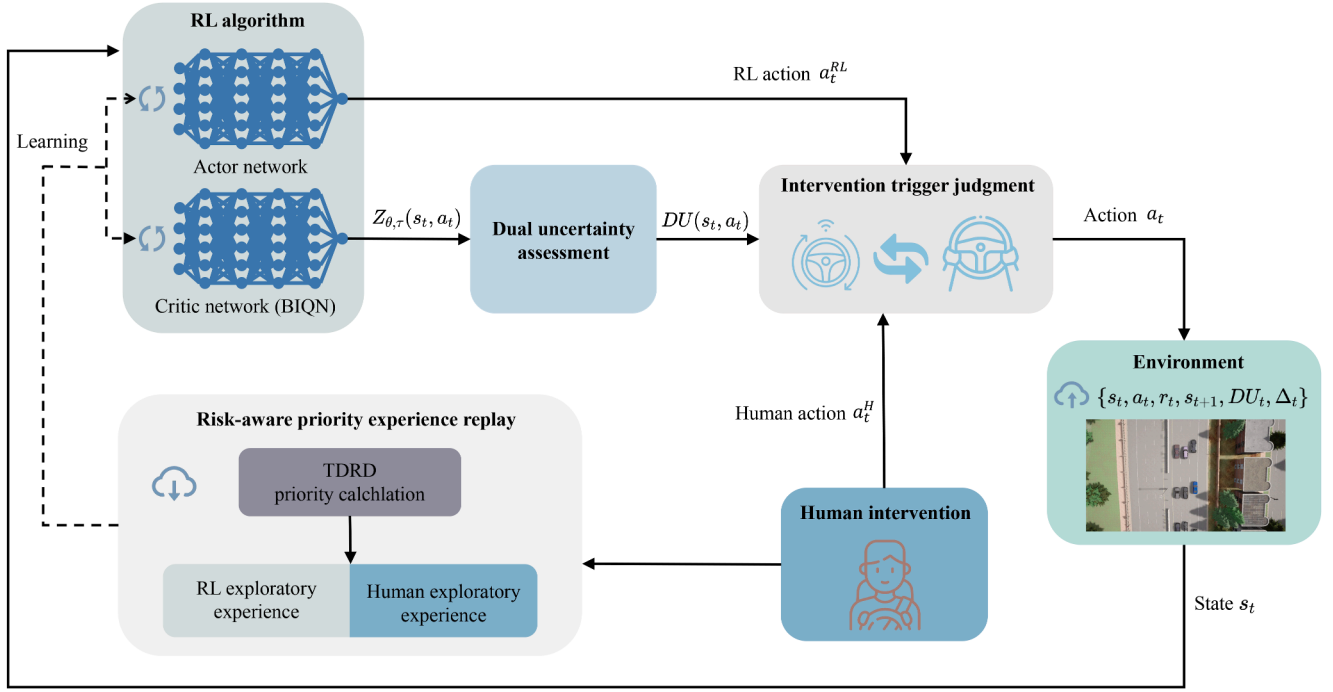 RL algorithm
Actor network
Learning
Critic network (BIQN)
RL action $a_t^{RL}$
$Z_{\theta,\tau}(s_t, a_t)$
Dual uncertainty
assessment
$DU(s_t, a_t)$
Intervention trigger judgment
Action $a_t$
Environment
$\{s_t, a_t, r_t, s_{t+1}, DU_t, \Delta_t\}$
Human action $a_t^H$
Risk-aware priority experience replay
TDRD
priority calchlation
RL exploratory
experience
Human exploratory
experience
Human intervention
State $s_t$